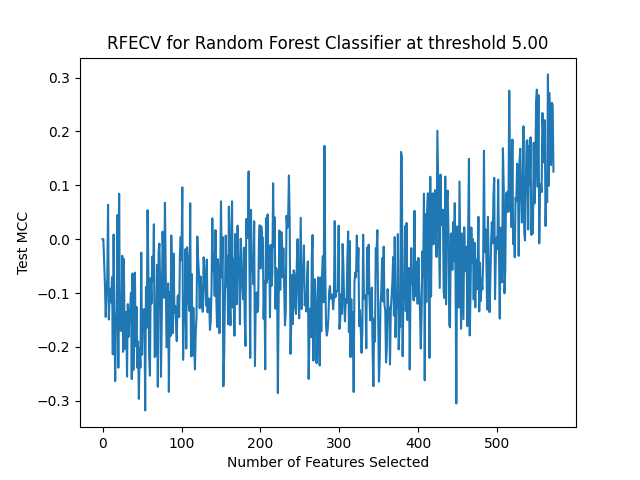 RFECV for Random Forest Classifier at threshold 5.00
0.3
0.2
0.1
0.0
−0.1
−0.2
−0.3
Test MCC
0 100 200 300 400 500
Number of Features Selected